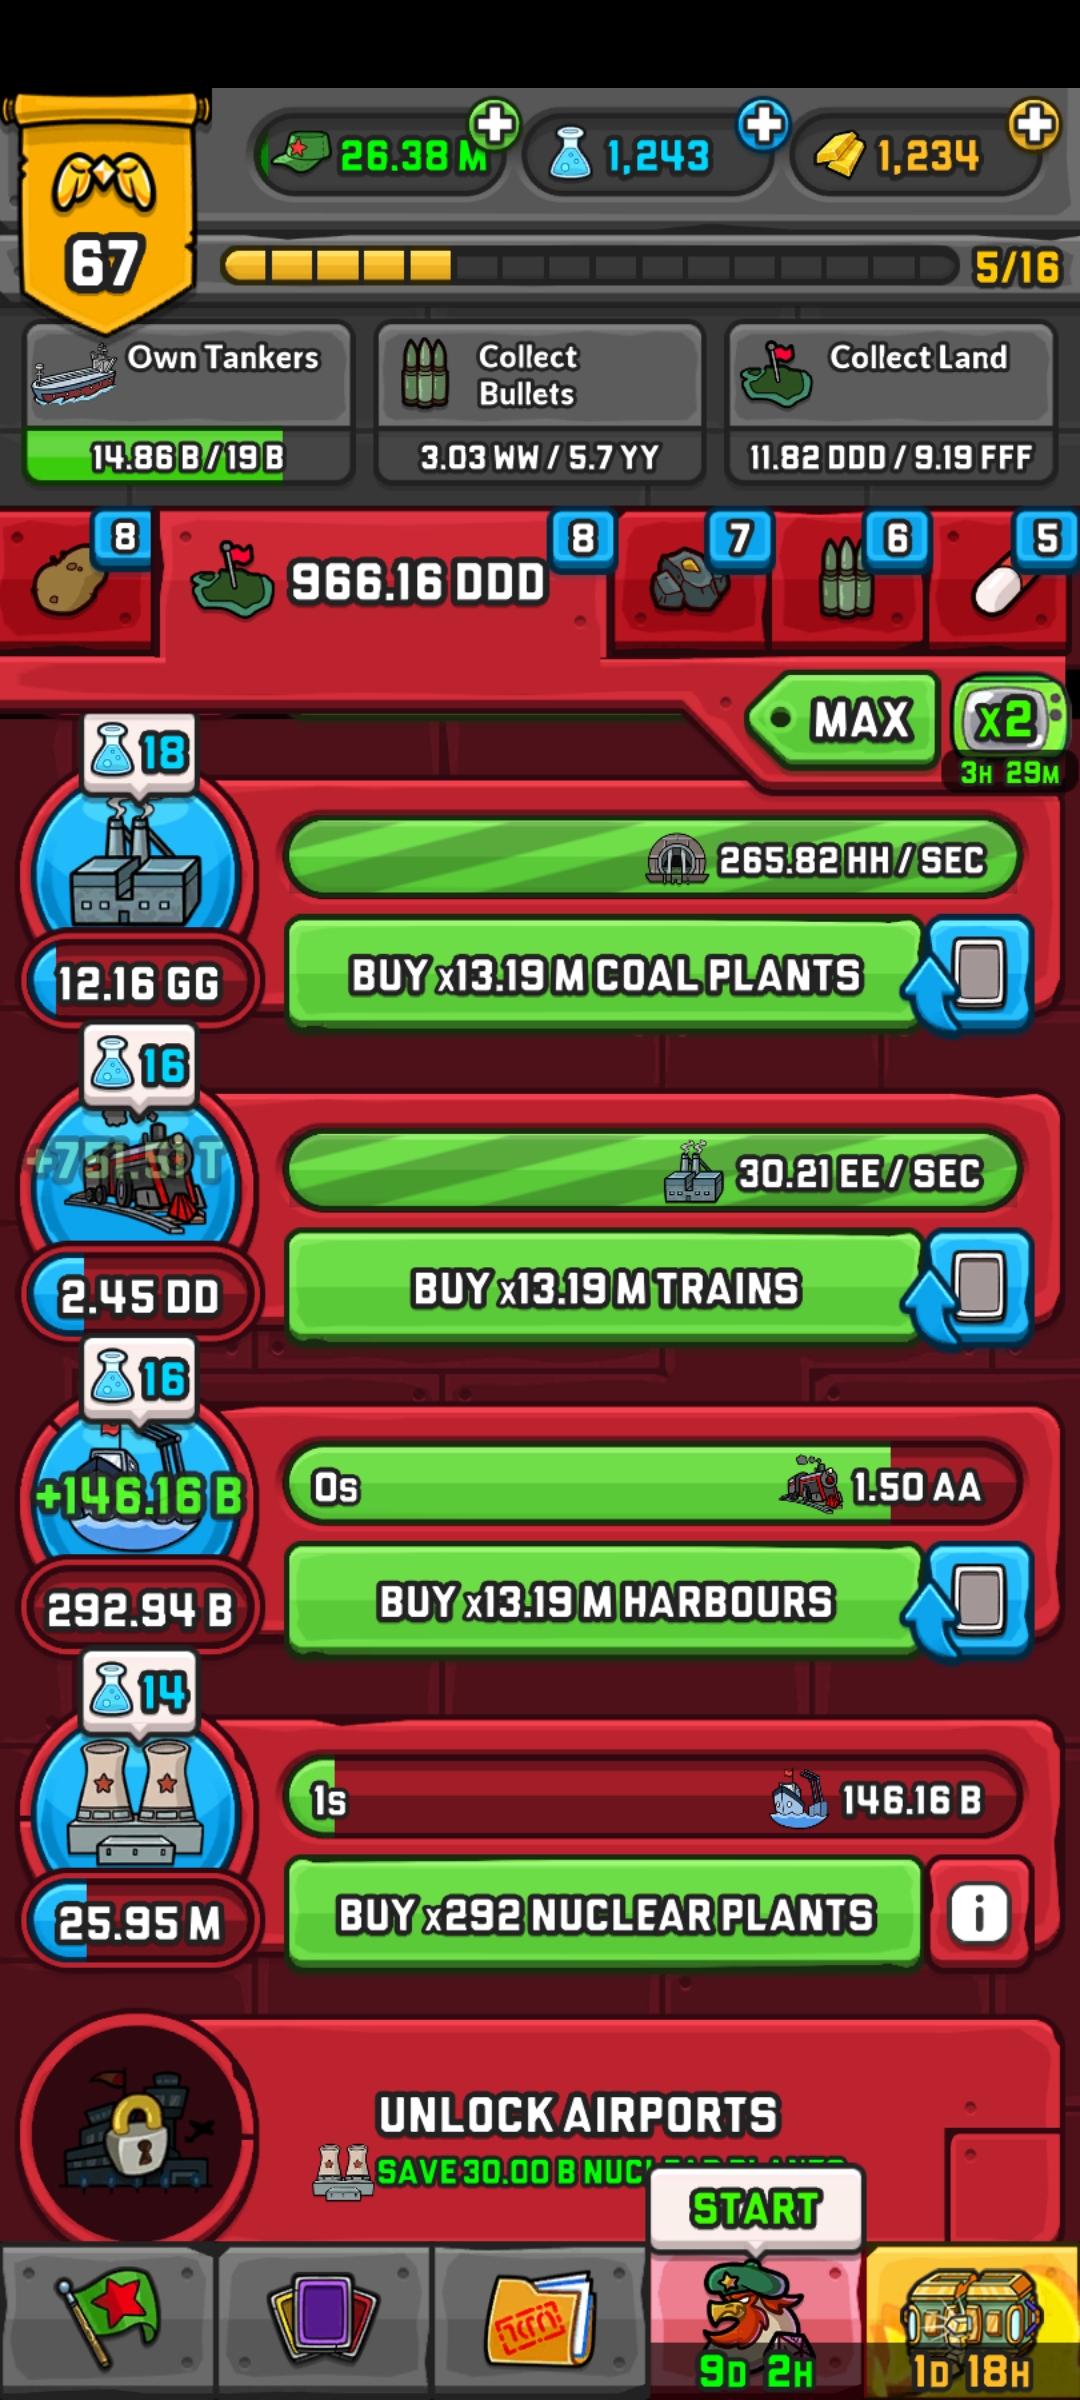 26.38 M
1,243
1,234
67
5/16
Own Tankers
14.86 B / 19 B
Collect
Bullets
3.03 WW / 5.7 YY
Collect Land
11.82 DDD / 9.19 FFF
8
966.16 DDD
8
7
6
5
MAX
x2
3H 29M
18
265.82 HH / SEC
12.16 GG
BUY x13.19 M COAL PLANTS
16
30.21 EE / SEC
2.45 DD
BUY x13.19 M TRAINS
16
+146.16 B
0s
1.50 AA
292.94 B
BUY x13.19 M HARBOURS
14
1s
146.16 B
25.95 M
BUY x292 NUCLEAR PLANTS
i
UNLOCK AIRPORTS
SAVE 30.00 B
START
9D 2H
1D 18H